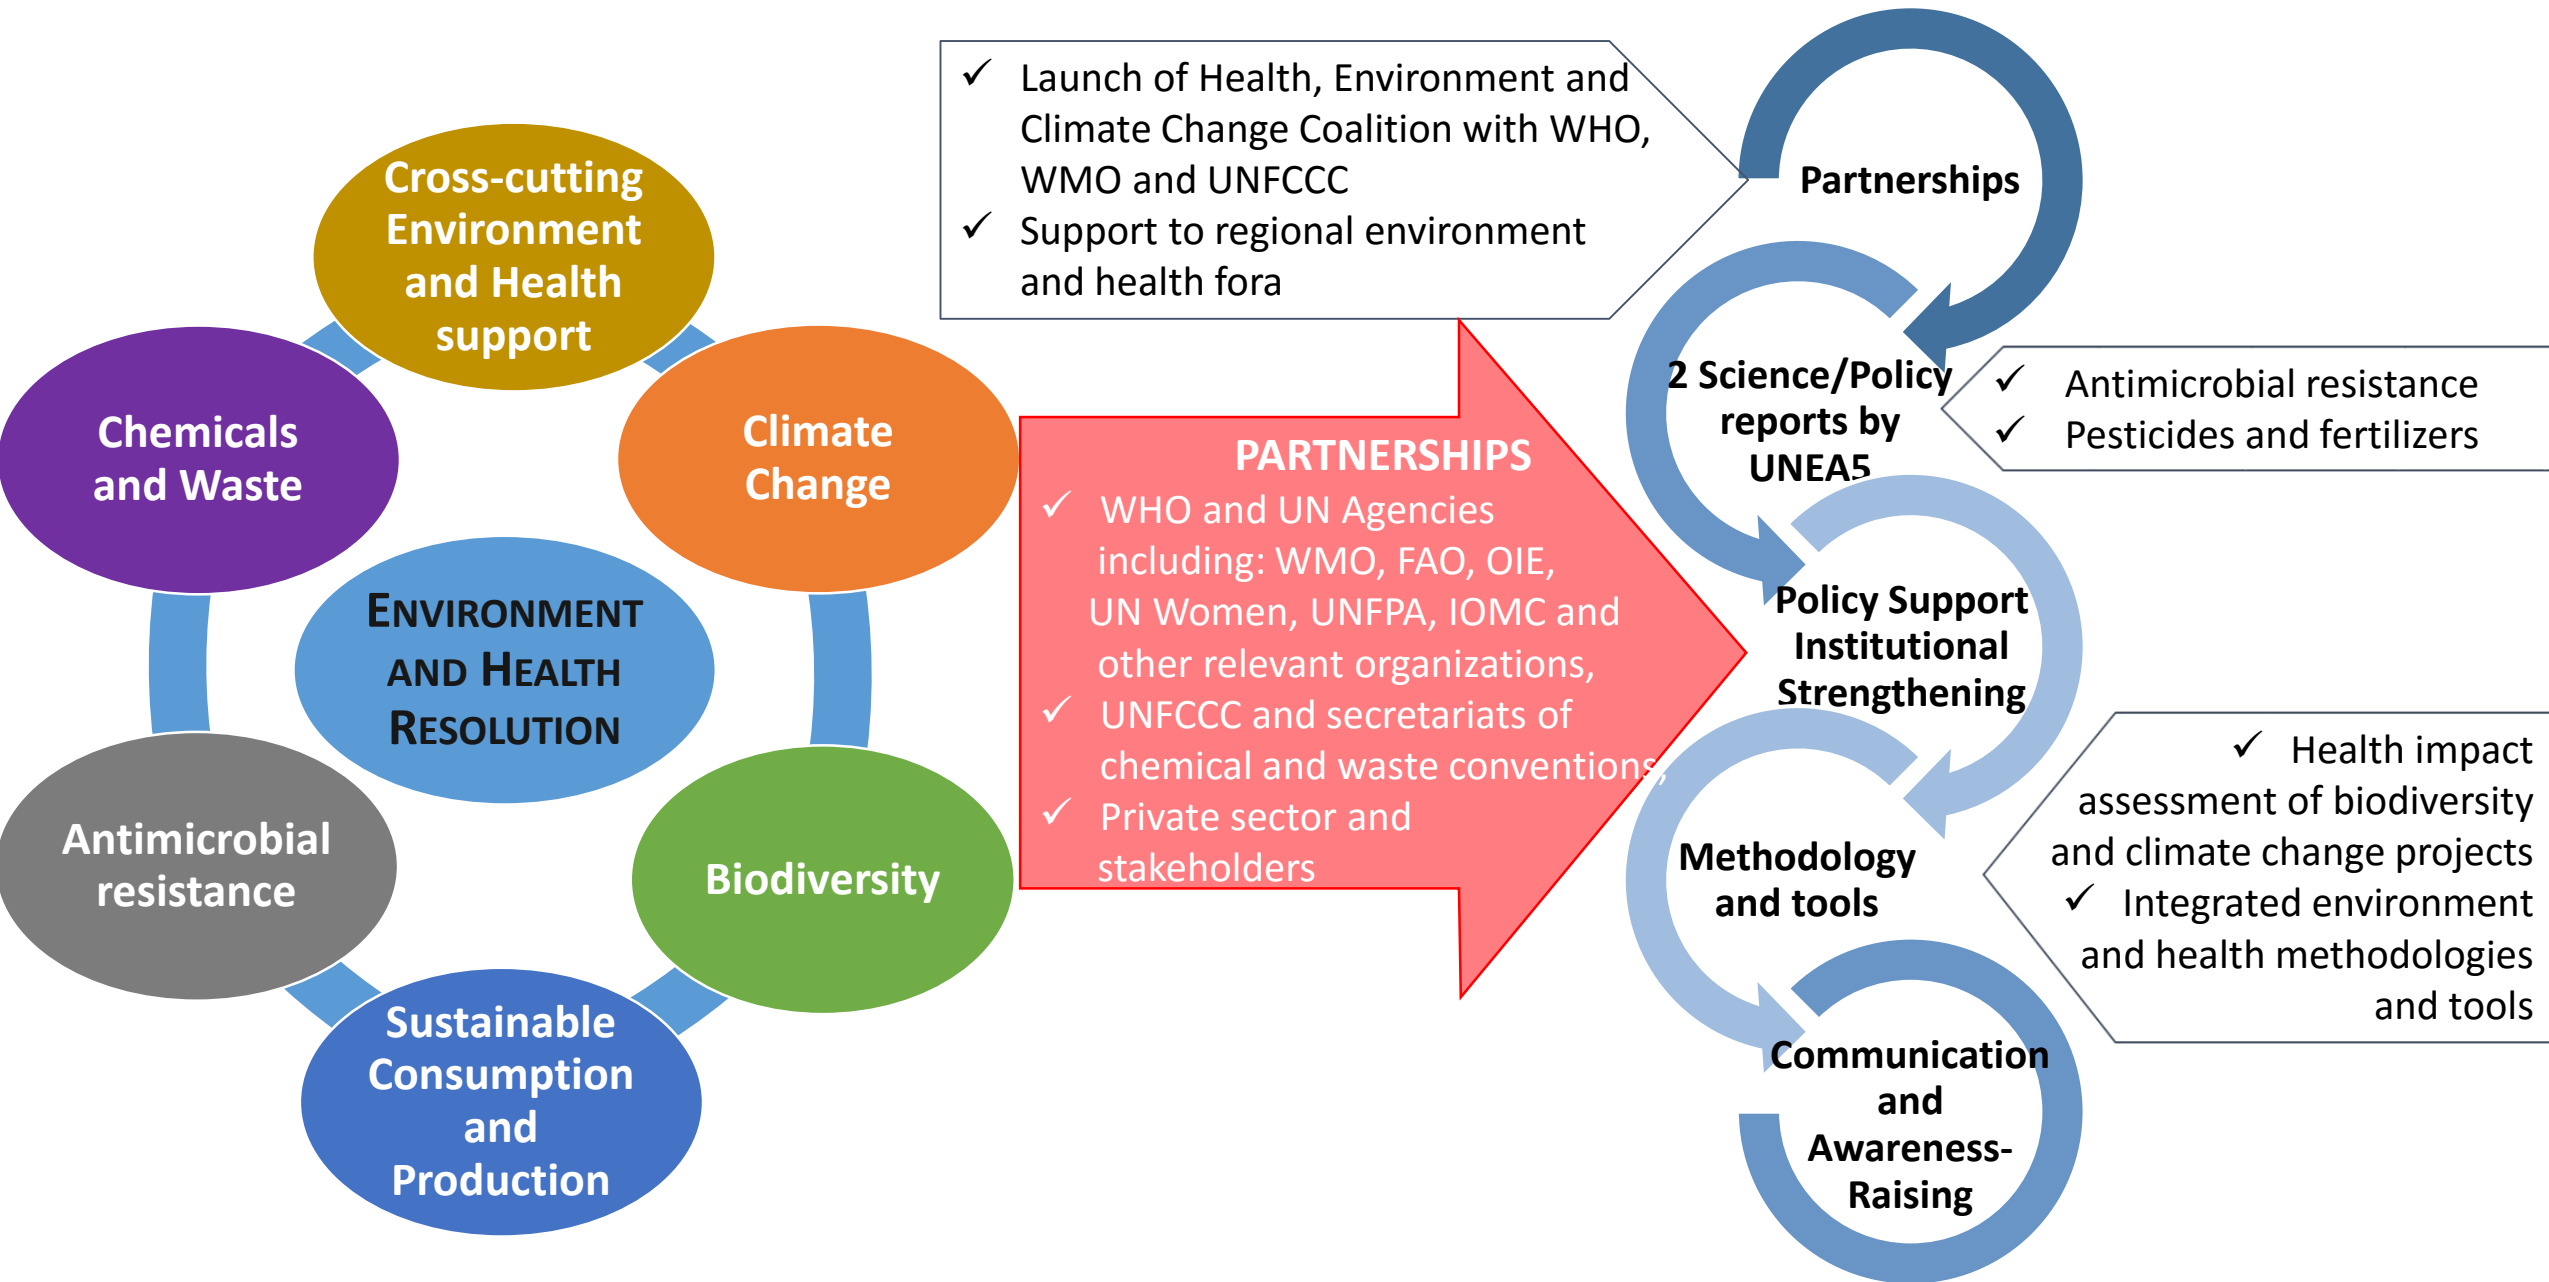 Cross-cutting
Environment
and Health
support
Chemicals
and Waste
Climate
Change
ENVIRONMENT
AND HEALTH
RESOLUTION
Antimicrobial
resistance
Biodiversity
Sustainable
Consumption
and
Production
✓ Launch of Health, Environment and
Climate Change Coalition with WHO,
WMO and UNFCCC
✓ Support to regional environment
and health fora
PARTNERSHIPS
✓ WHO and UN Agencies
including: WMO, FAO, OIE,
UN Women, UNFPA, IOMC and
other relevant organizations,
✓ UNFCCC and secretariats of
chemical and waste conventions,
✓ Private sector and
stakeholders
Partnerships
2 Science/Policy
reports by
UNEA5
✓ Antimicrobial resistance
✓ Pesticides and fertilizers
Policy Support
Institutional
Strengthening
Methodology
and tools
✓ Health impact
assessment of biodiversity
and climate change projects
✓ Integrated environment
and health methodologies
and tools
Communication
and
Awareness-
Raising